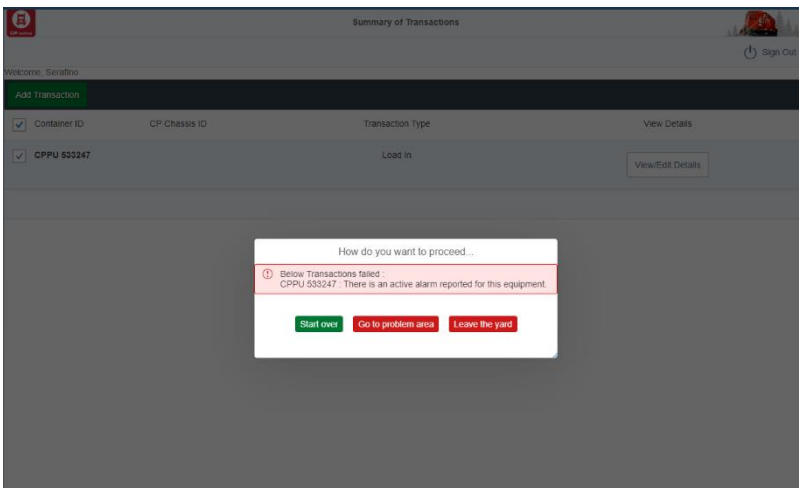 Summary of Transactions
Sign Out
Welcome, Serafino
Add Transaction
Container ID CP Chassis ID Transaction Type View Details
CPPU 533247 Load In View/Edit Details
How do you want to proceed...
Below Transactions failed :
CPPU 533247 : There is an active alarm reported for this equipment.
Start over Go to problem area Leave the yard